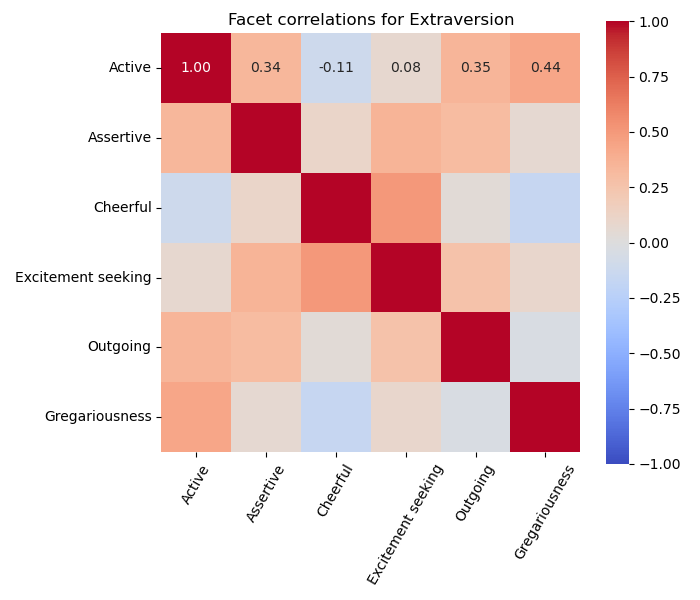 Facet correlations for Extraversion
Active
1.00 0.34 -0.11 0.08 0.35 0.44
Assertive
Cheerful
Excitement seeking
Outgoing
Gregariousness
Active
Assertive
Cheerful
Excitement seeking
Outgoing
Gregariousness
1.00
0.75
0.50
0.25
0.00
−0.25
−0.50
−0.75
−1.00